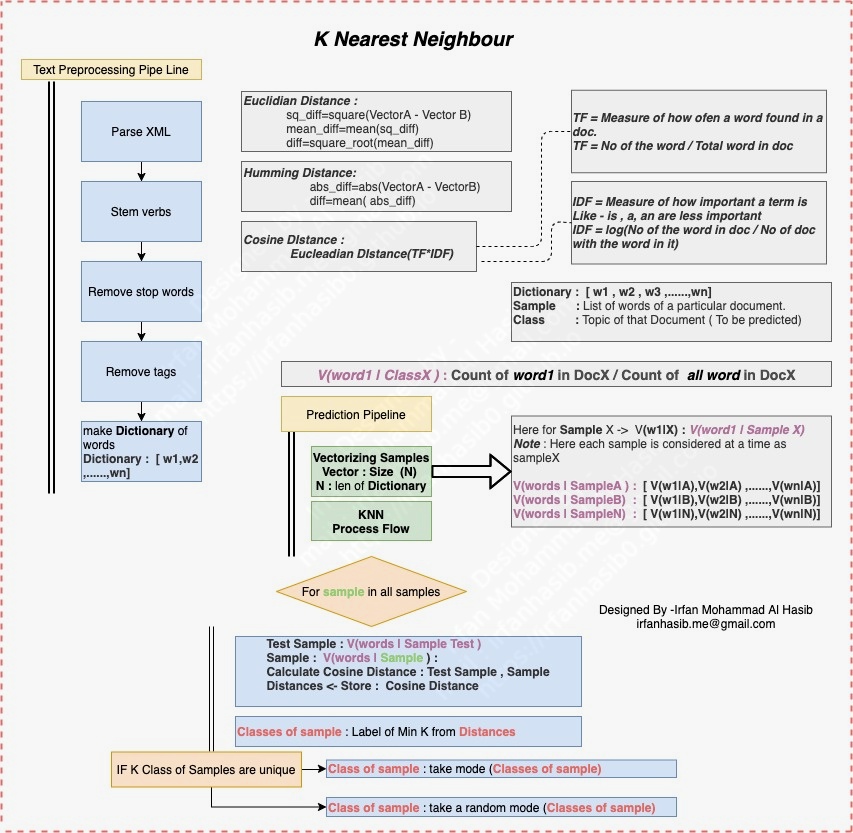 K Nearest Neighbour
Text Preprocessing Pipe Line
Parse XML
Stem verbs
Remove stop words
Remove tags
make Dictionary of
words
Dictionary : [ w1,w2
,......,wn]
Euclidian Distance :
sq_diff=square(VectorA - Vector B)
mean_diff=mean(sq_diff)
diff=square_root(mean_diff)
Humming Distance:
abs_diff=abs(VectorA - VectorB)
diff=mean( abs_diff)
Cosine DIstance :
Eucleadian DIstance(TF*IDF)
TF = Measure of how ofen a word found in a
doc.
TF = No of the word / Total word in doc
IDF = Measure of how important a term is
Like - is , a, an are less important
IDF = log(No of the word in doc / No of doc
with the word in it)
Dictionary : [ w1 , w2 , w3 ,......,wn]
Sample : List of words of a particular document.
Class : Topic of that Document ( To be predicted)
V(word1 | ClassX ) : Count of word1 in DocX / Count of all word in DocX
Prediction Pipeline
Vectorizing Samples
Vector : Size (N)
N : len of Dictionary
KNN
Process Flow
Here for Sample X -> V(w1|X) : V(word1 | Sample X)
Note : Here each sample is considered at a time as
sampleX
V(words | SampleA ) : [ V(w1|A),V(w2|A) ,......,V(wn|A)]
V(words | SampleB) : [ V(w1|B),V(w2|B) ,......,V(wn|B)]
V(words | SampleN) : [ V(w1|N),V(w2|N) ,......,V(wn|N)]
For sample in all samples
Designed By -Irfan Mohammad Al Hasib
irfanhasib.me@gmail.com
Test Sample : V(words | Sample Test )
Sample : V(words | Sample ) :
Calculate Cosine Distance : Test Sample , Sample
Distances <- Store : Cosine Distance
Classes of sample : Label of Min K from Distances
IF K Class of Samples are unique
Class of sample : take mode (Classes of sample)
Class of sample : take a random mode (Classes of sample)